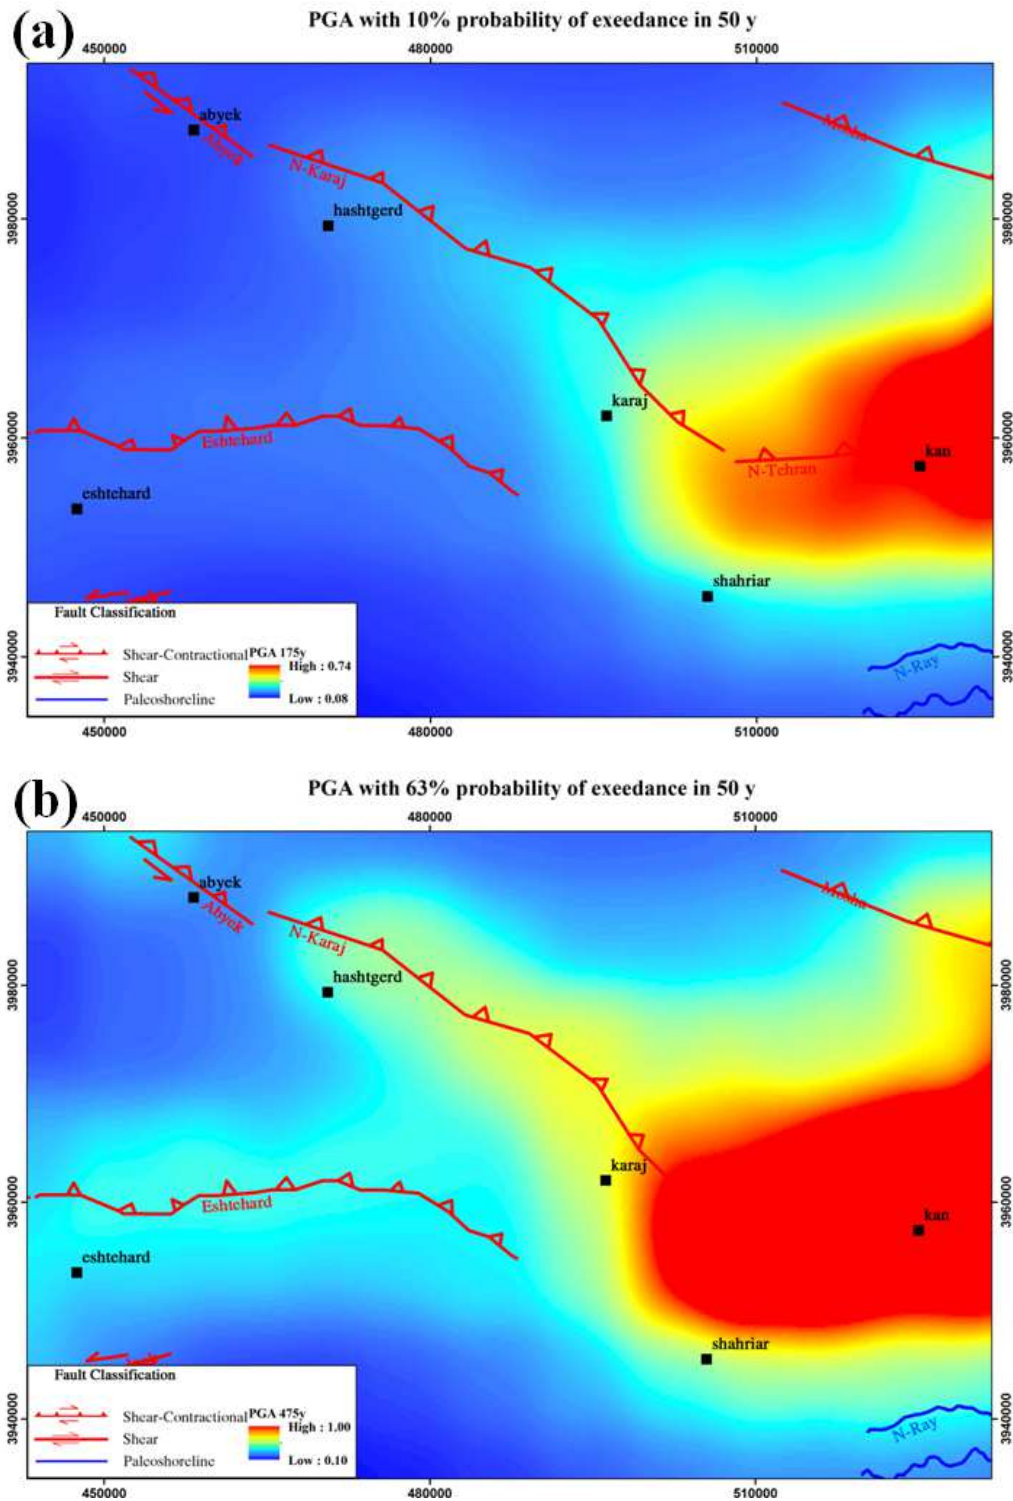 (a)
PGA with 10% probability of exeedance in 50 y
450000
480000
510000
abyek
Abyek
Mosha
N-Karaj
hashtgerd
3980000
3980000
karaj
Eshtehard
3960000
3960000
kan
N-Tehran
eshtehard
shahriar
Fault Classification
Shear-Contractional
Shear
Paleoshoreline
PGA 175y
High : 0.74
Low : 0.08
N-Ray
3940000
3940000
450000
480000
510000
(b)
PGA with 63% probability of exeedance in 50 y
450000
480000
510000
abyek
Abyek
Mosha
N-Karaj
hashtgerd
3980000
3980000
karaj
Eshtehard
3960000
3960000
kan
eshtehard
shahriar
Fault Classification
Shear-Contractional
Shear
Paleoshoreline
PGA 475y
High : 1.00
Low : 0.10
N-Ray
3940000
3940000
450000
480000
510000